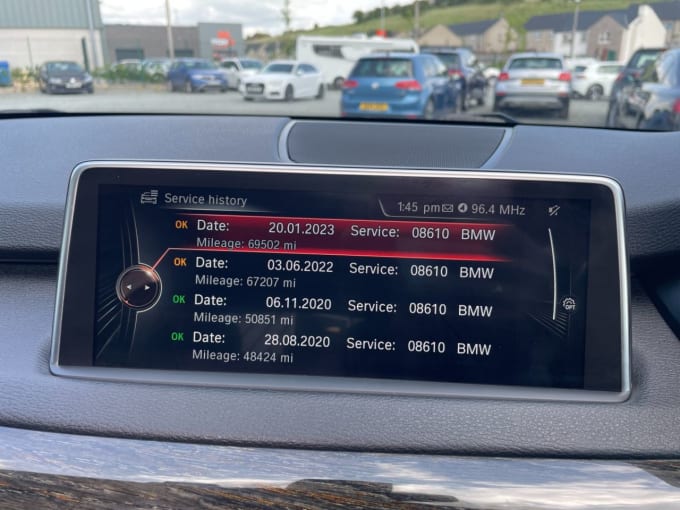 Service history
1:45 pm 96.4 MHz
OK Date: 20.01.2023 Service: 08610 BMW
Mileage: 69502 mi
OK Date: 03.06.2022 Service: 08610 BMW
Mileage: 67207 mi
OK Date: 06.11.2020 Service: 08610 BMW
Mileage: 50851 mi
OK Date: 28.08.2020 Service: 08610 BMW
Mileage: 48424 mi
OPT